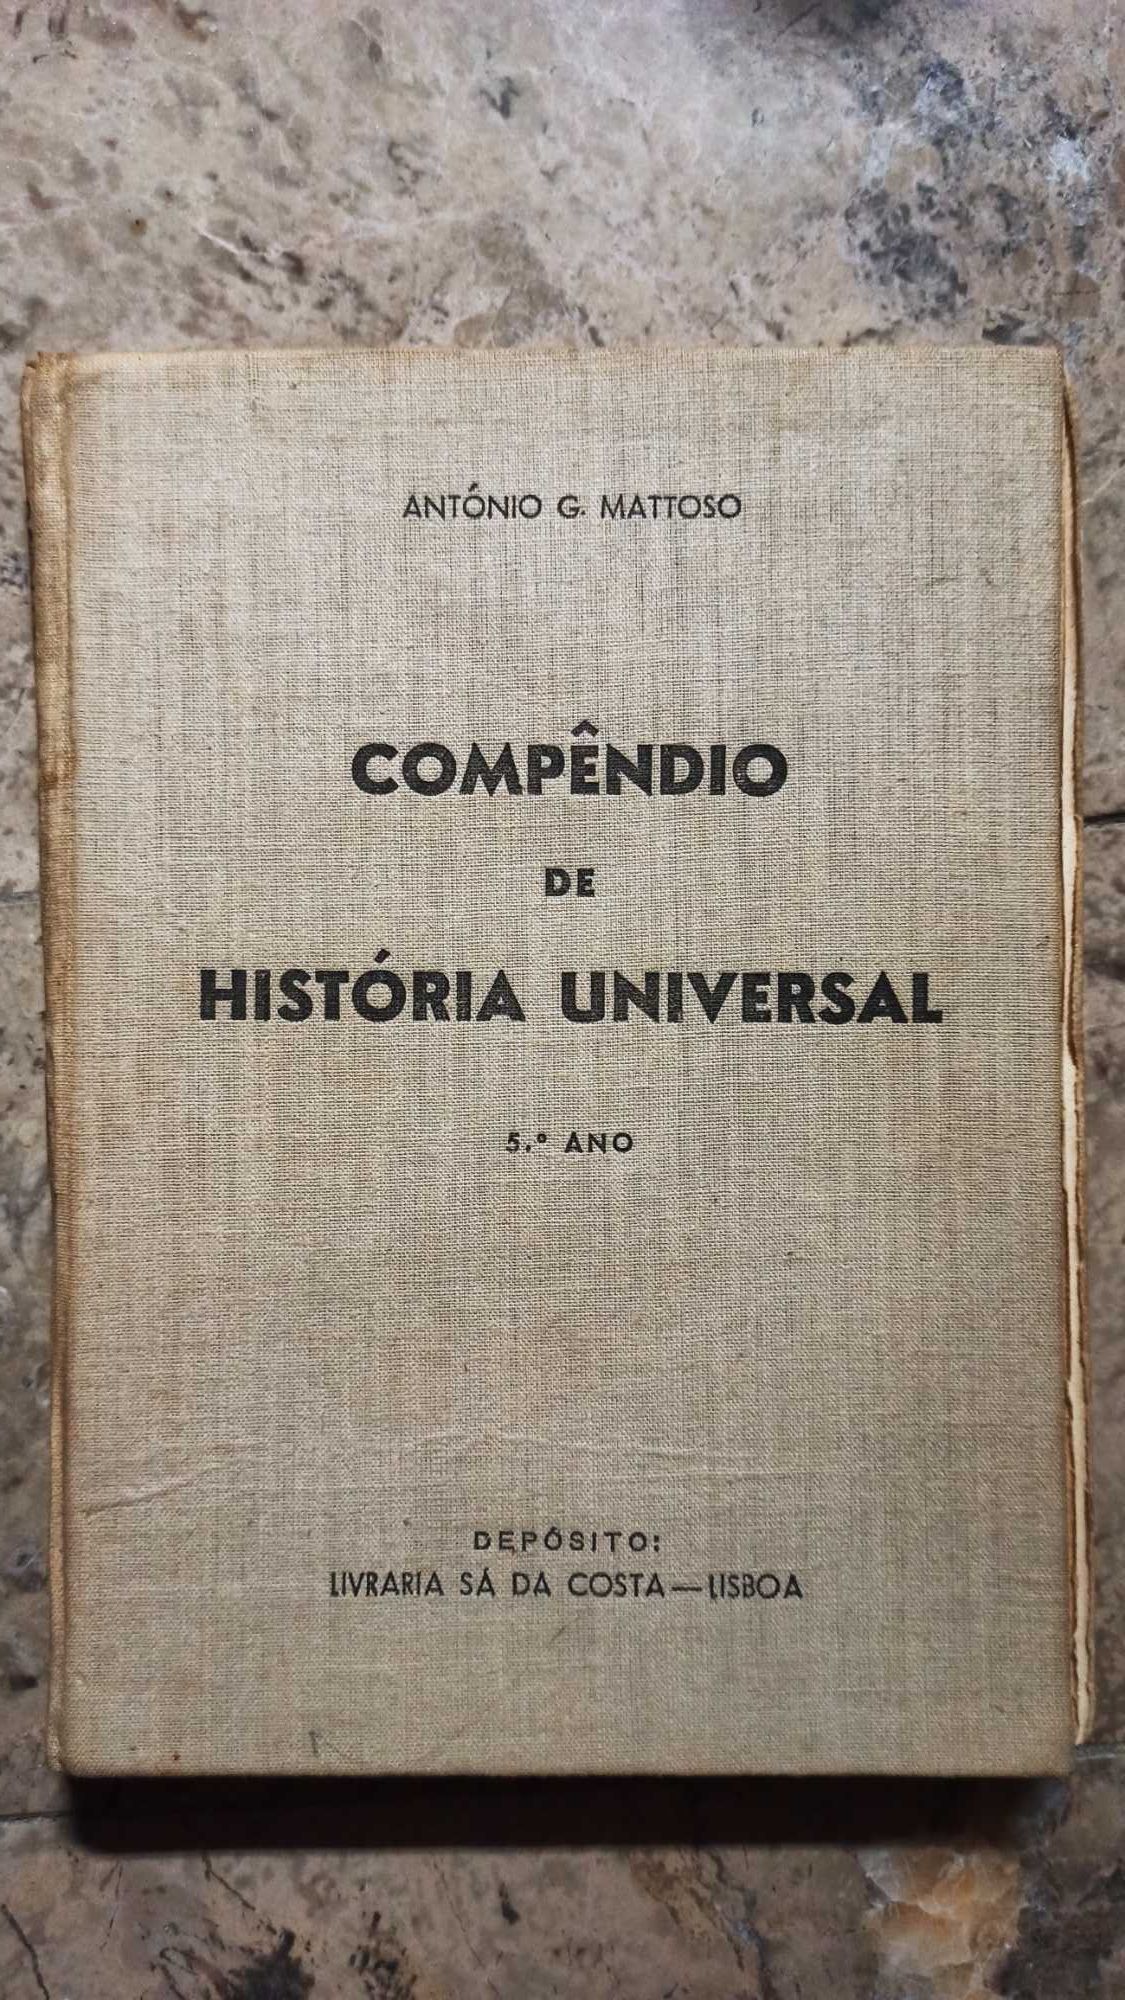 ANTÓNIO G. MATTOSO
COMPÊNDIO
DE
HISTÓRIA UNIVERSAL
5.º ANO
DEPÓSITO:
LIVRARIA SÁ DA COSTA — LISBOA